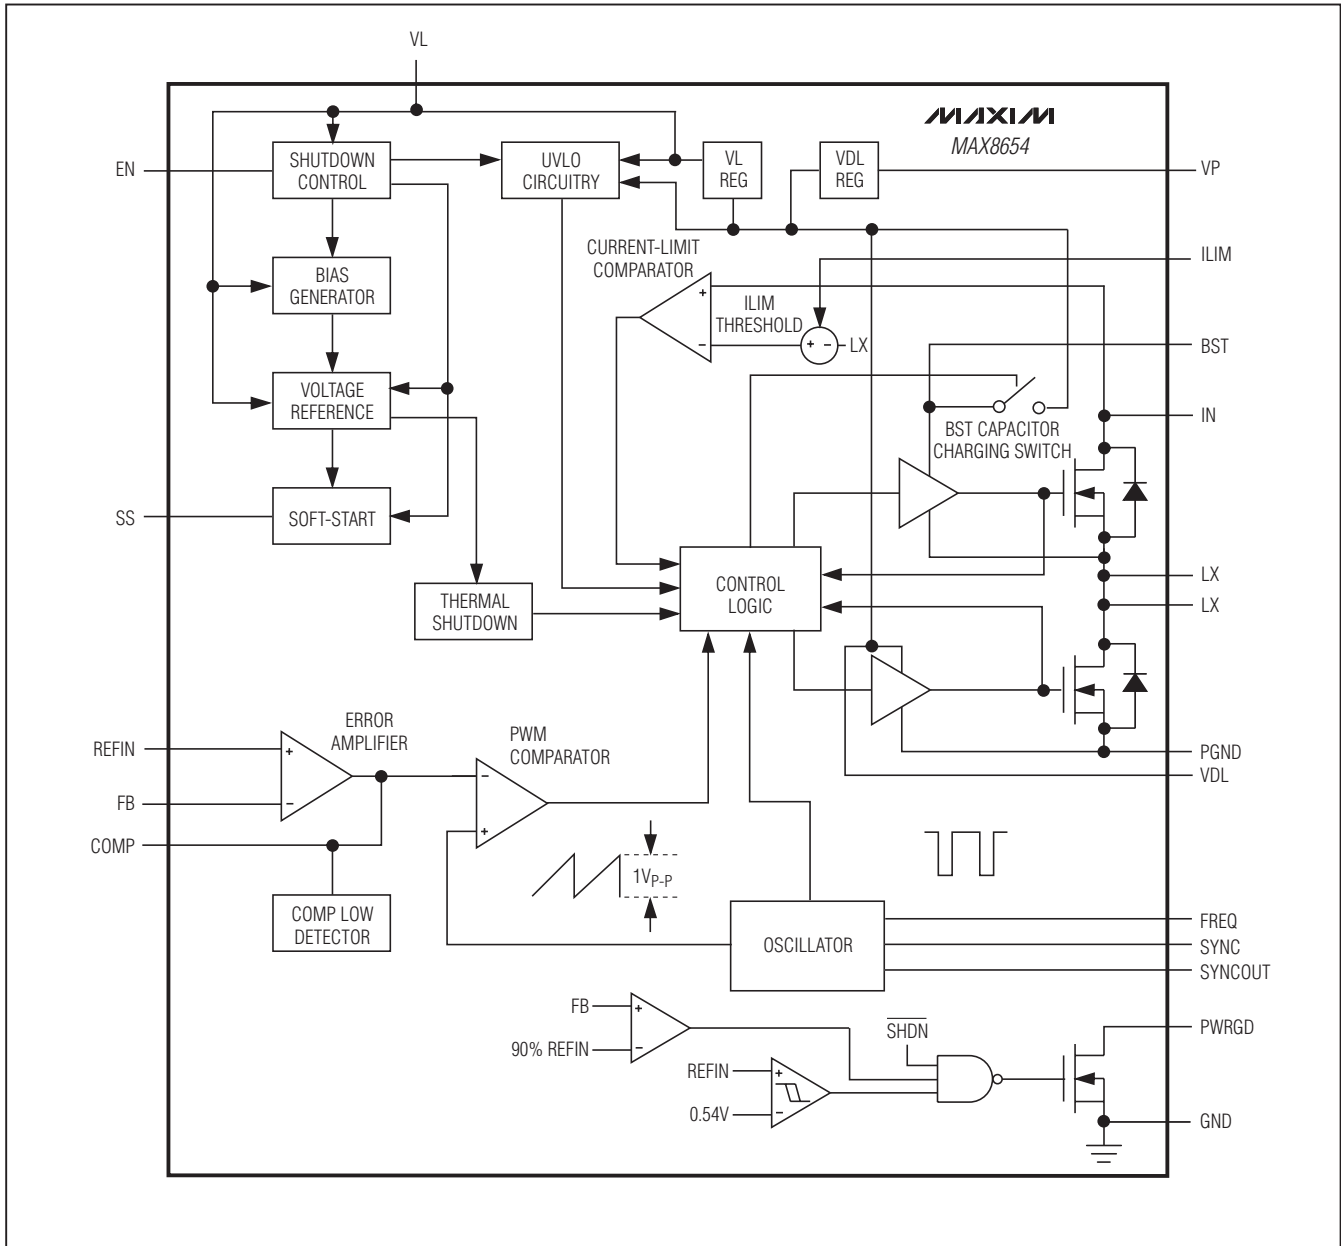 VL
MAXIM
MAX8654
EN
SHUTDOWN
CONTROL
UVLO
CIRCUITRY
VL
REG
VDL
REG
VP
CURRENT-LIMIT
COMPARATOR
ILIM
BIAS
GENERATOR
+
ILIM
THRESHOLD
−
+ −
LX
BST
VOLTAGE
REFERENCE
IN
BST CAPACITOR
CHARGING SWITCH
SS
SOFT-START
THERMAL
SHUTDOWN
CONTROL
LOGIC
LX
LX
ERROR
AMPLIFIER
PWM
COMPARATOR
REFIN
+
FB
−
−
+
COMP
PGND
VDL
1VP-P
COMP LOW
DETECTOR
OSCILLATOR
FREQ
SYNC
SYNCOUT
FB
+
90% REFIN
−
SHDN
PWRGD
REFIN
+
0.54V
−
GND